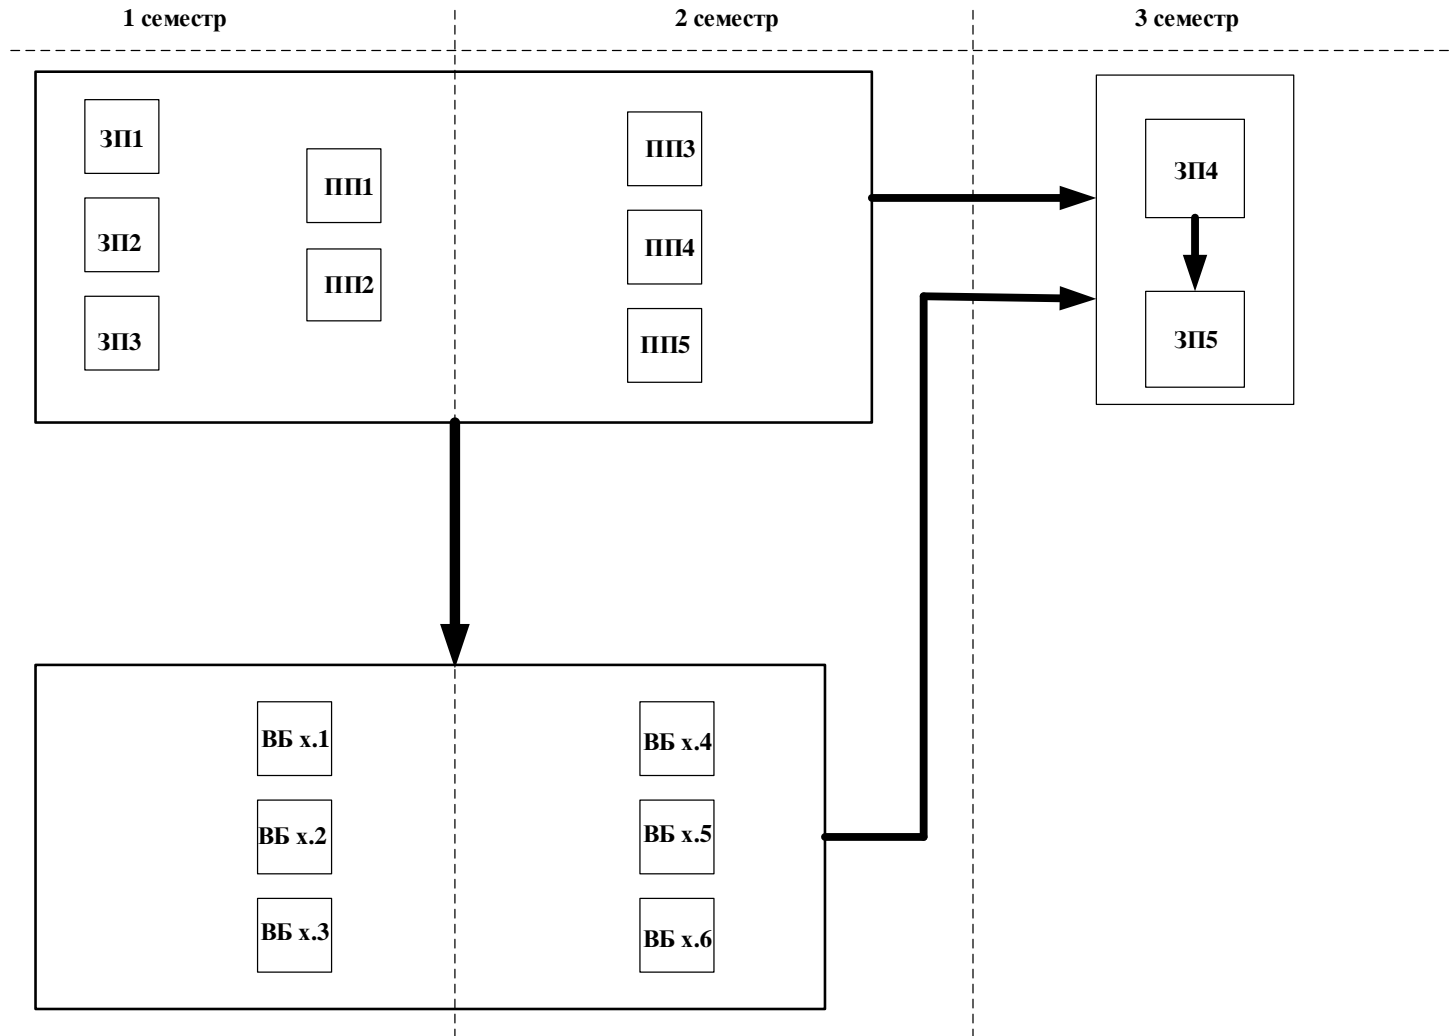 1 семестр
2 семестр
3 семестр
ЗП1
ЗП2
ЗП3
ПП1
ПП2
ПП3
ПП4
ПП5
ЗП4
ЗП5
ВБ х.1
ВБ х.2
ВБ х.3
ВБ х.4
ВБ х.5
ВБ х.6